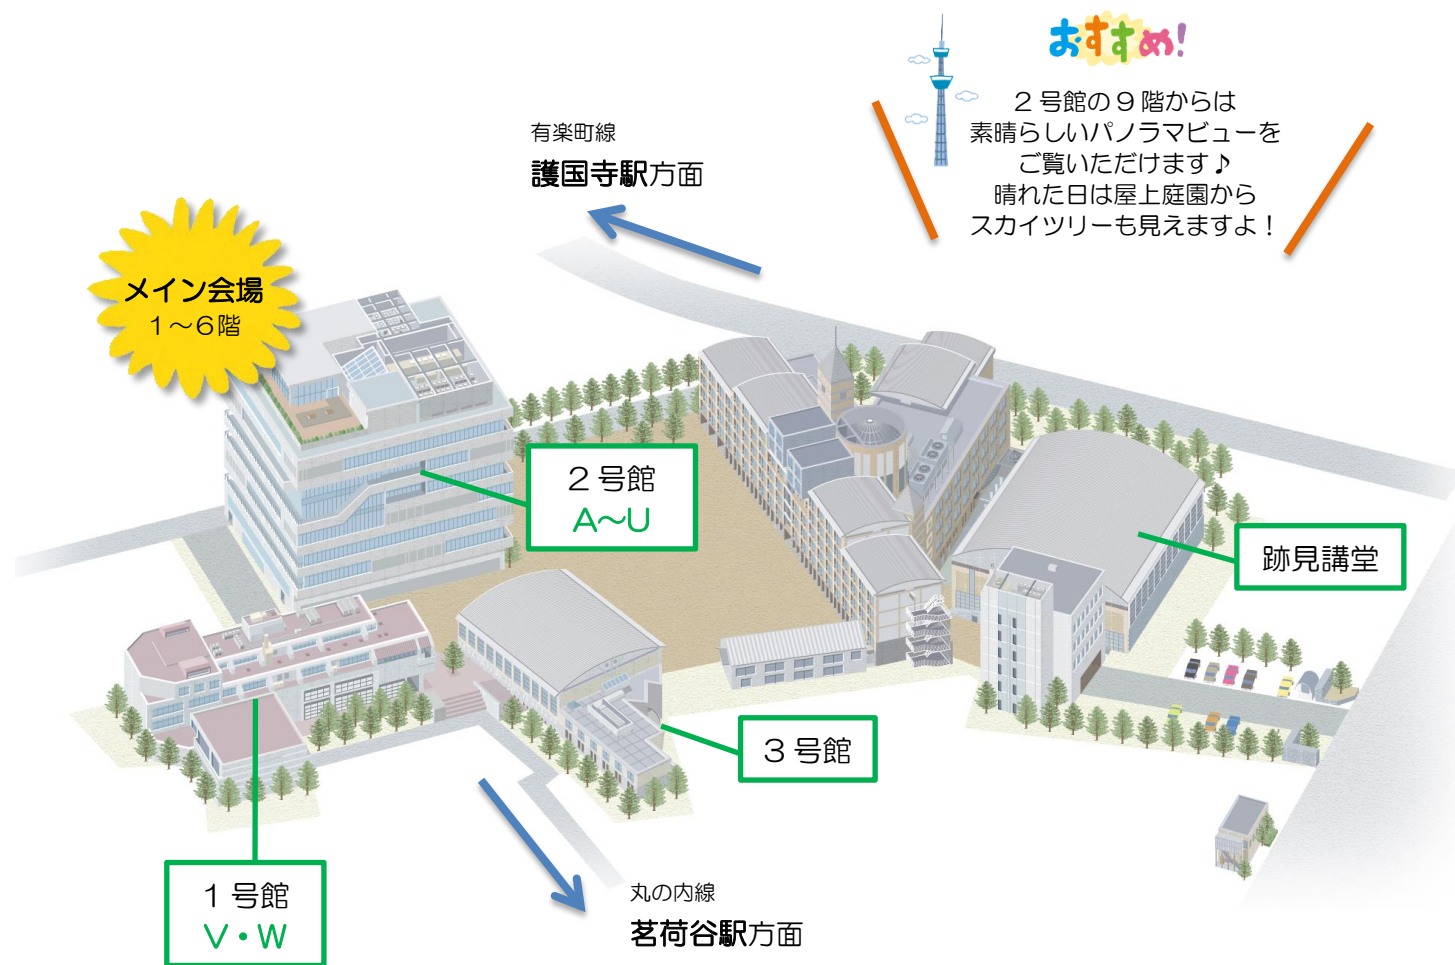 おすすめ!
2号館の9階からは
素晴らしいパノラマビューを
ご覧いただけます♪
晴れた日は屋上庭園から
スカイツリーも見えますよ!
有楽町線
護国寺駅方面
メイン会場
1～6階
2号館
A～U
跡見講堂
3号館
1号館
V・W
丸の内線
茗荷谷駅方面